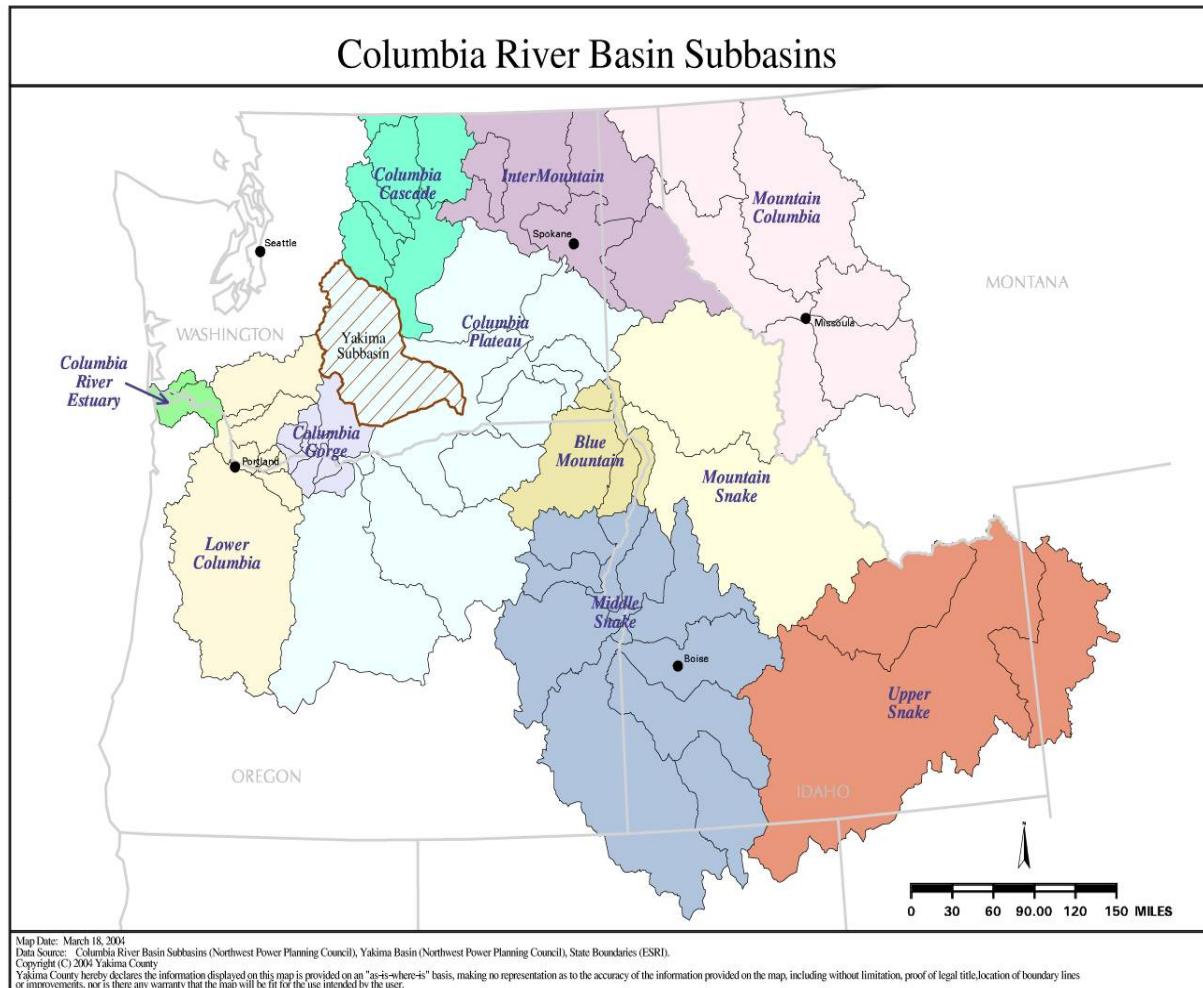 Columbia River Basin Subbasins
Columbia
Cascade
InterMountain
Mountain
Columbia
Spokane
Seattle
MONTANA
WASHINGTON
Missoula
Columbia
Plateau
Yakima
Subbasin
Columbia
River
Estuary
Columbia
Gorge
Blue
Mountain
Portland
Mountain
Snake
Lower
Columbia
Middle
Snake
Boise
Upper
Snake
OREGON
IDAHO
N
0 30 60 90.00 120 150 MILES
Map Date: March 18, 2004
Data Source: Columbia River Basin Subbasins (Northwest Power Planning Council), Yakima Basin (Northwest Power Planning Council), State Boundaries (ESRI).
Copyright (C) 2004 Yakima County
Yakima County hereby declares the information displayed on this map is provided on an "as-is-where-is" basis, making no representation as to the accuracy of the information provided on the map, including without limitation, proof of legal title,location of boundary lines
or improvements, nor is there any warranty that the map will be fit for the use intended by the user.